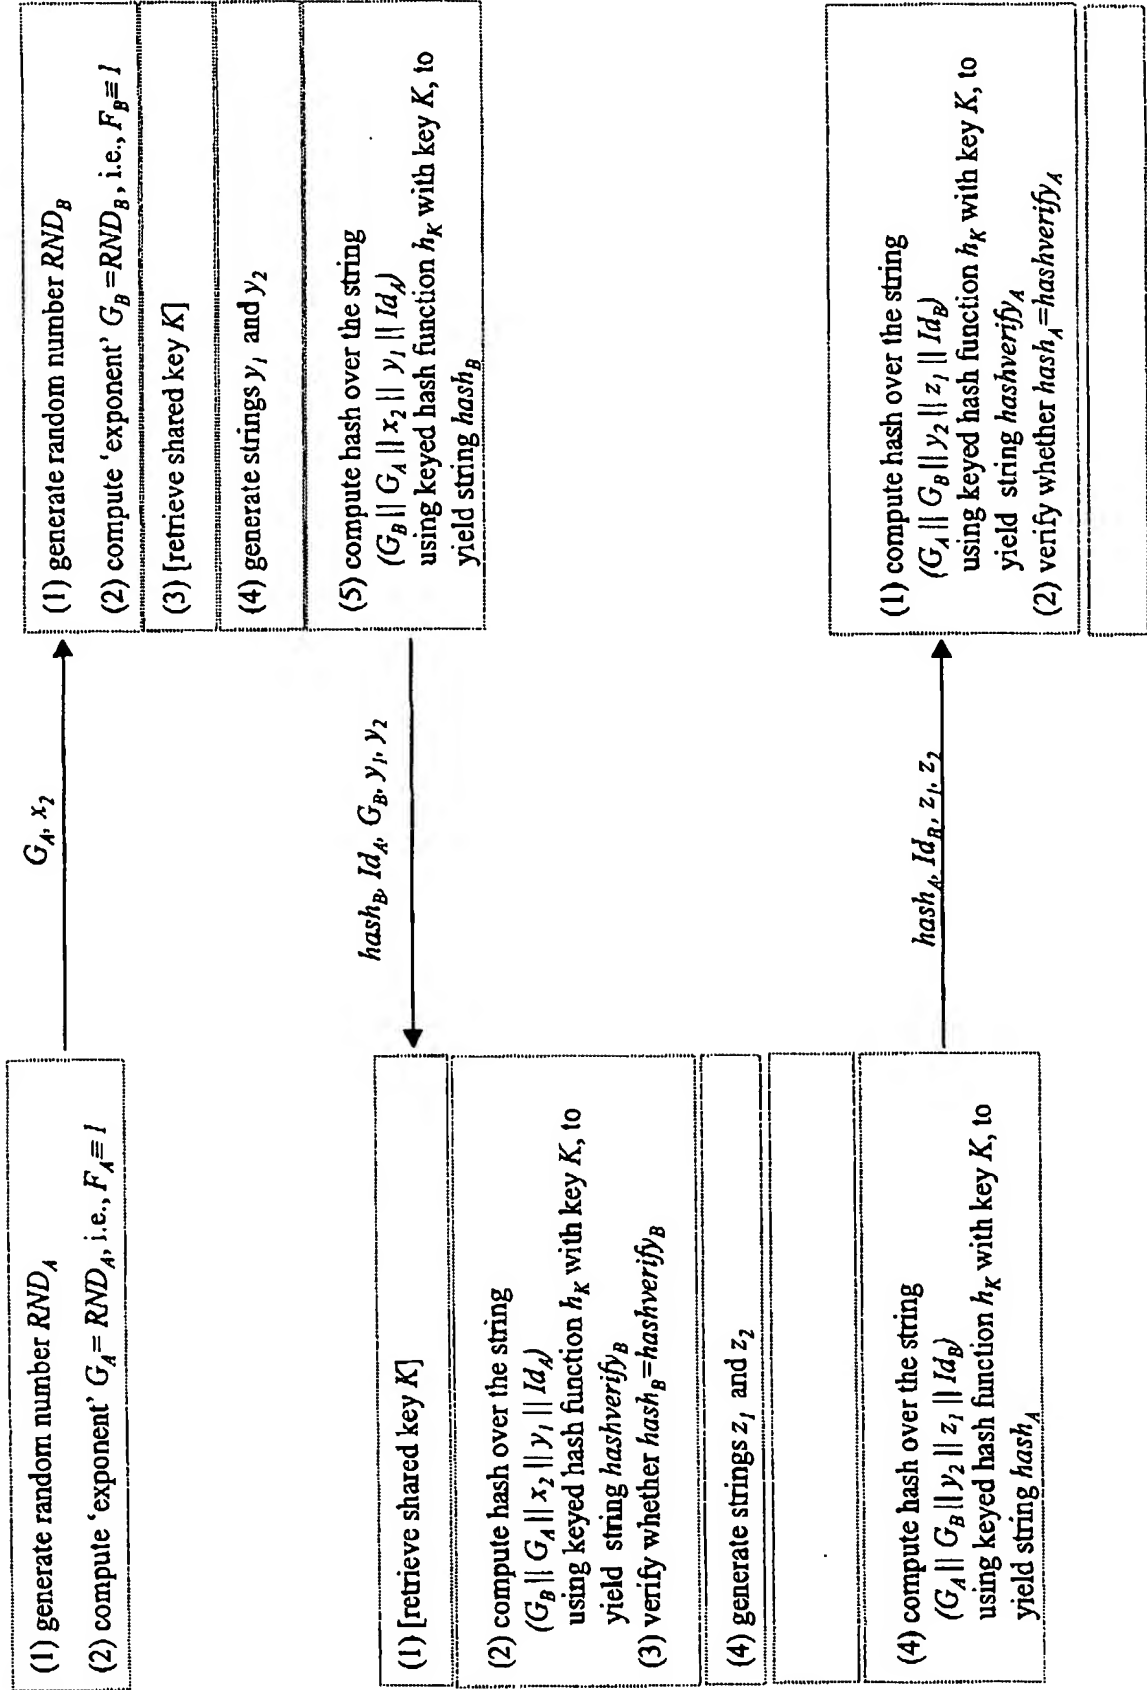 (1) generate random number RND_A
(2) compute ‘exponent’ G_A = RND_A, i.e., F_A≡ 1
G_A, x_2
(1) generate random number RND_B
(2) compute ‘exponent’ G_B =RND_B, i.e., F_B≡ 1
(3) [retrieve shared key K]
(4) generate strings y_1 and y_2
(5) compute hash over the string
(G_B || G_A || x_2 || y_1 || Id_A)
using keyed hash function h_K with key K, to
yield string hash_B
hash_B, Id_A, G_B, y_1, y_2
(1) [retrieve shared key K]
(2) compute hash over the string
(G_B || G_A || x_2 || y_1 || Id_A)
using keyed hash function h_K with key K, to
yield string hashverify_B
(3) verify whether hash_B=hashverify_B
(4) generate strings z_1 and z_2
(4) compute hash over the string
(G_A || G_B || y_2 || z_1 || Id_B)
using keyed hash function h_K with key K, to
yield string hash_A
hash_A, Id_B, z_1, z_2
(1) compute hash over the string
(G_A || G_B || y_2 || z_1 || Id_B)
using keyed hash function h_K with key K, to
yield string hashverify_A
(2) verify whether hash_A=hashverify_A